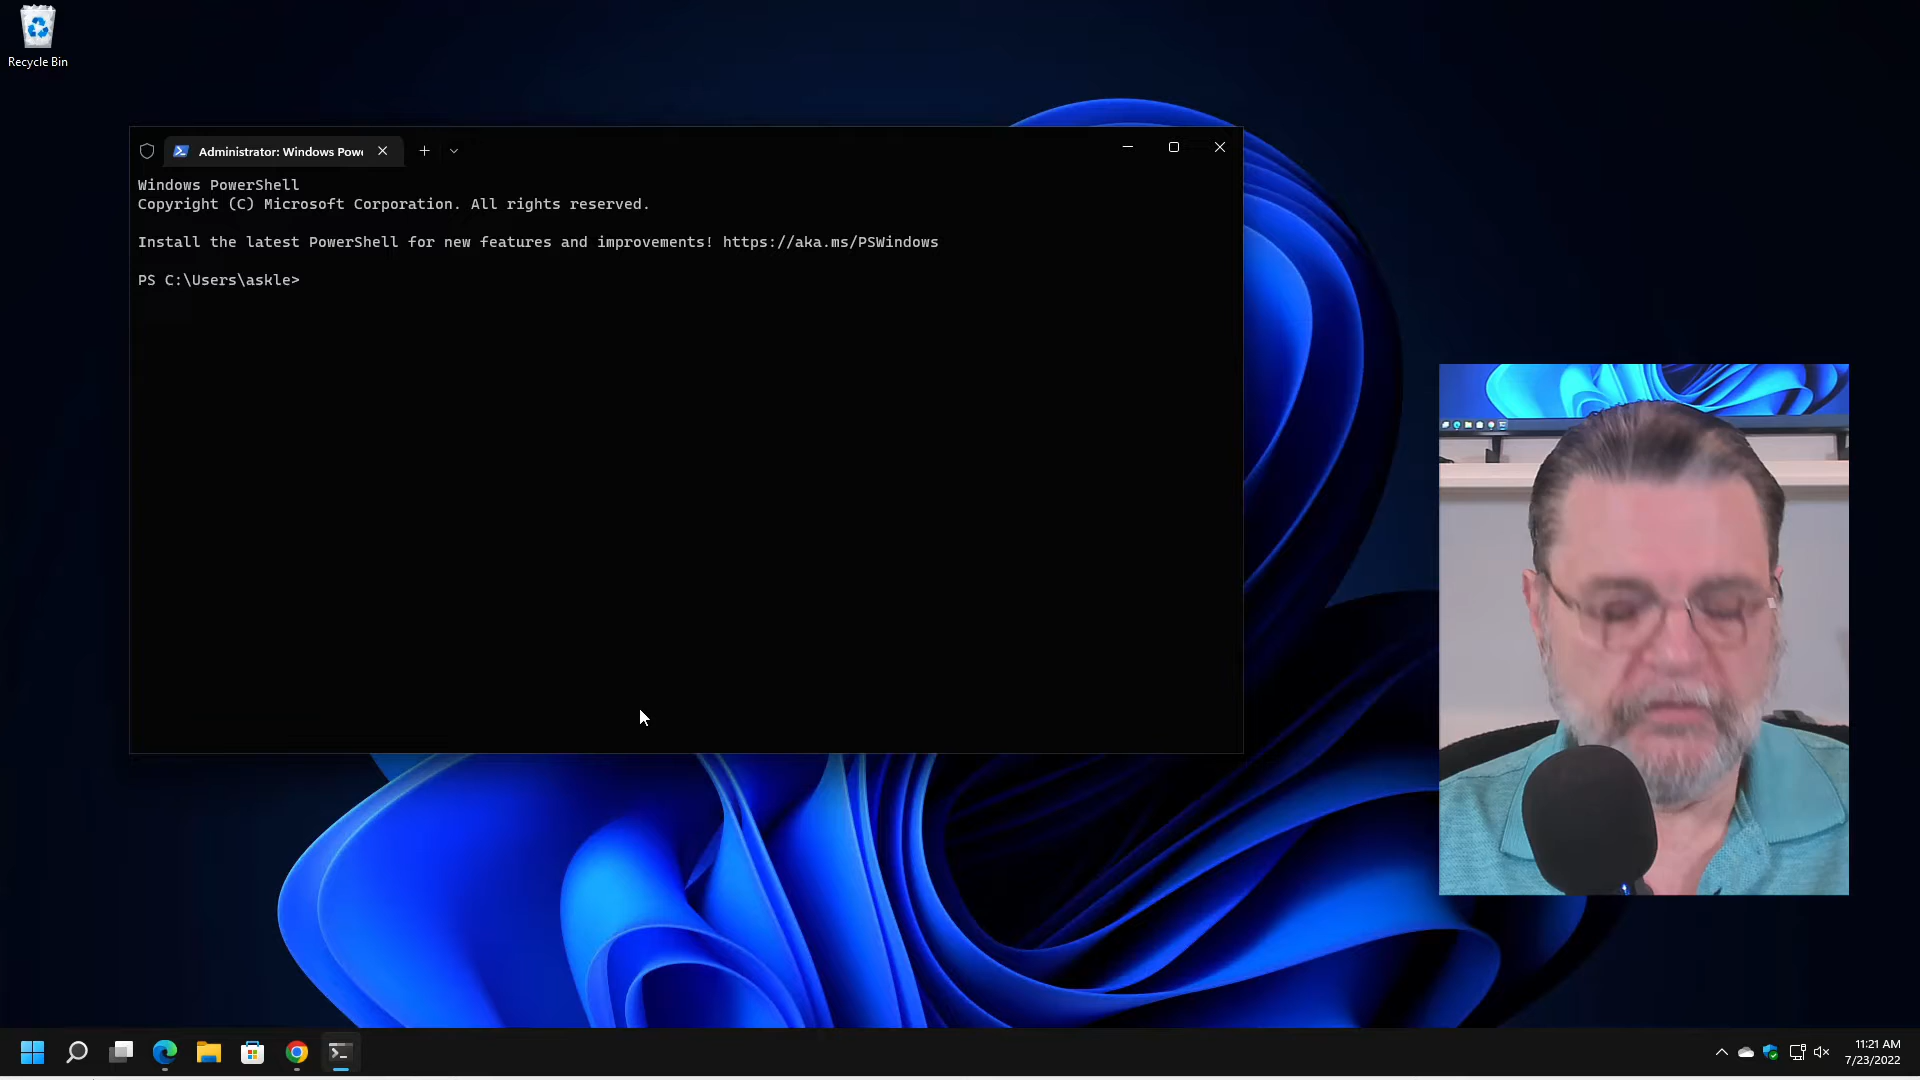 Recycle Bin
Administrator: Windows Powe
Windows PowerShell
Copyright (C) Microsoft Corporation. All rights reserved.
Install the latest PowerShell for new features and improvements! https://aka.ms/PSWindows
PS C:\Users\askle>
11:21 AM
7/23/2022